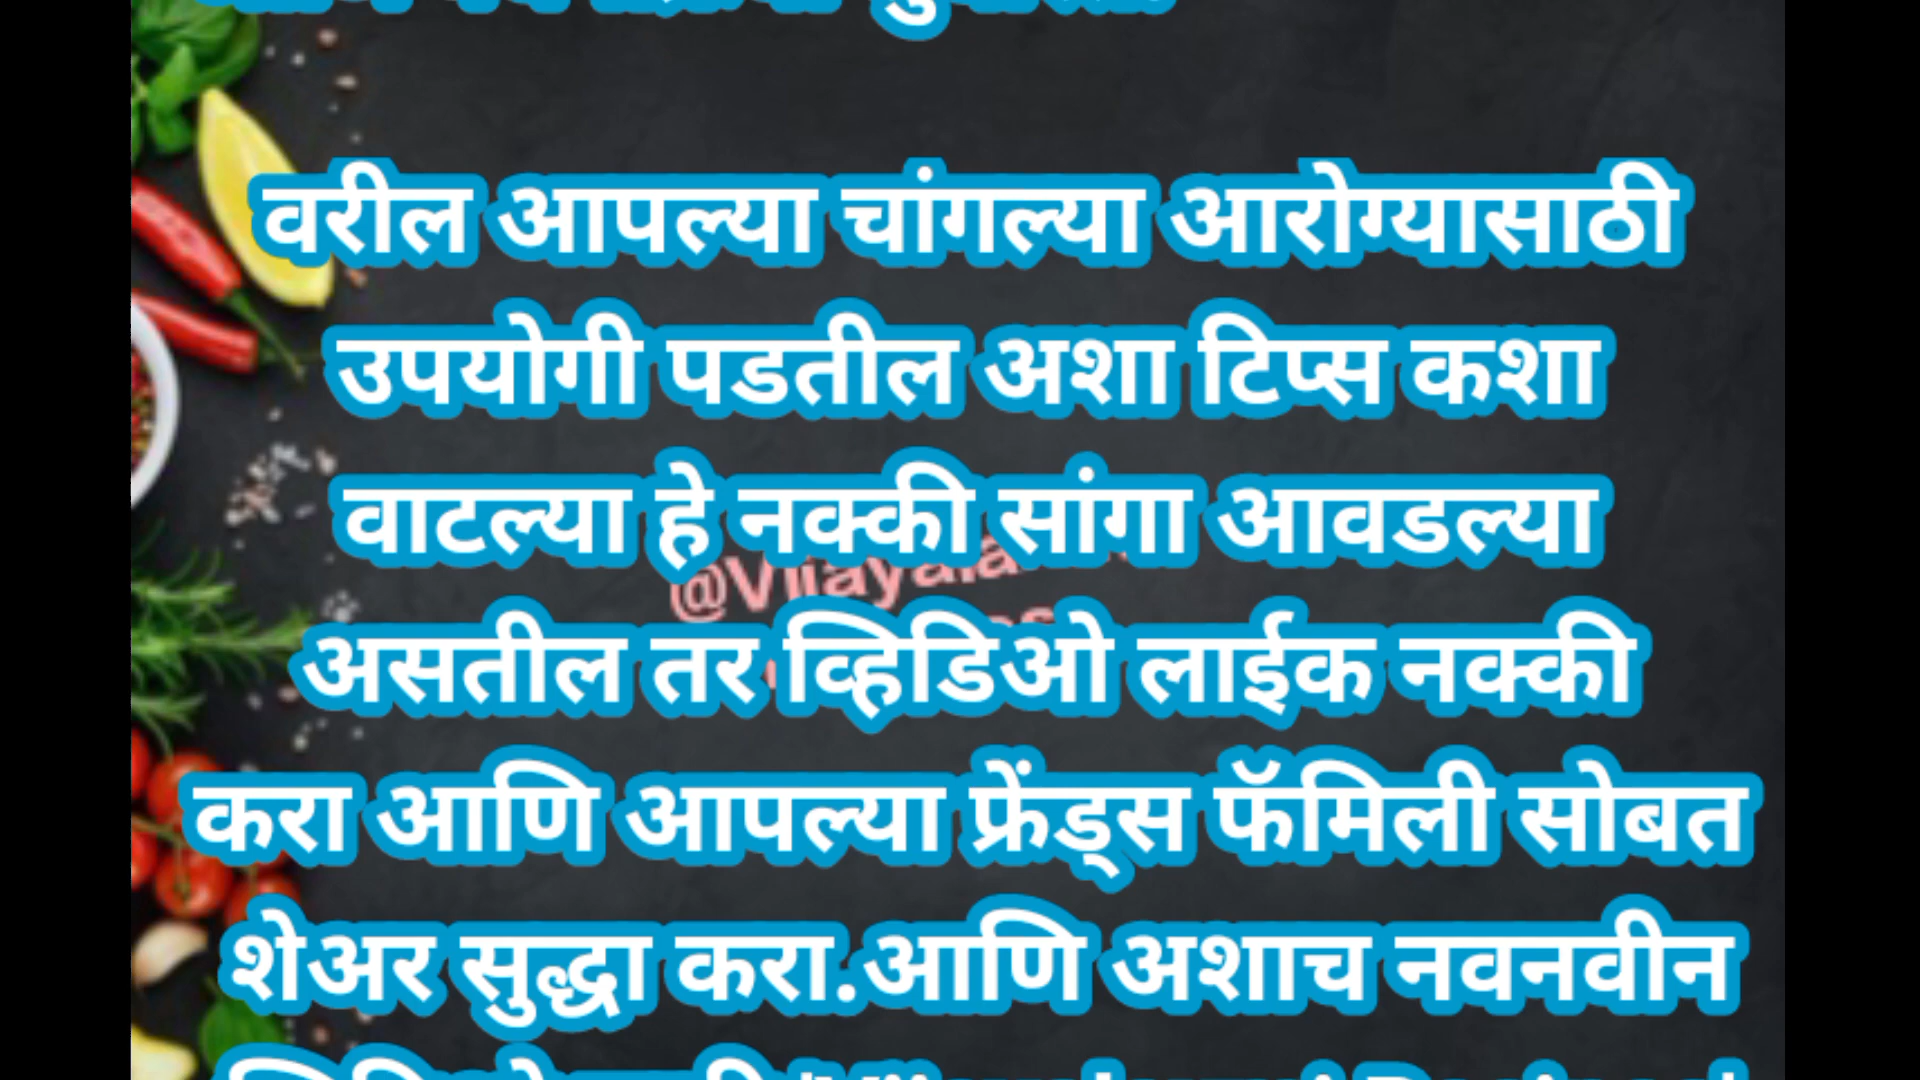 वरील आपल्या चांगल्या आरोग्यासाठी
उपयोगी पडतील अशा टिप्स कशा
वाटल्या हे नक्की सांगा आवडल्या
असतील तर व्हिडिओ लाईक नक्की
करा आणि आपल्या फ्रेंड्स फॅमिली सोबत
शेअर सुद्धा करा.आणि अशाच नवनवीन